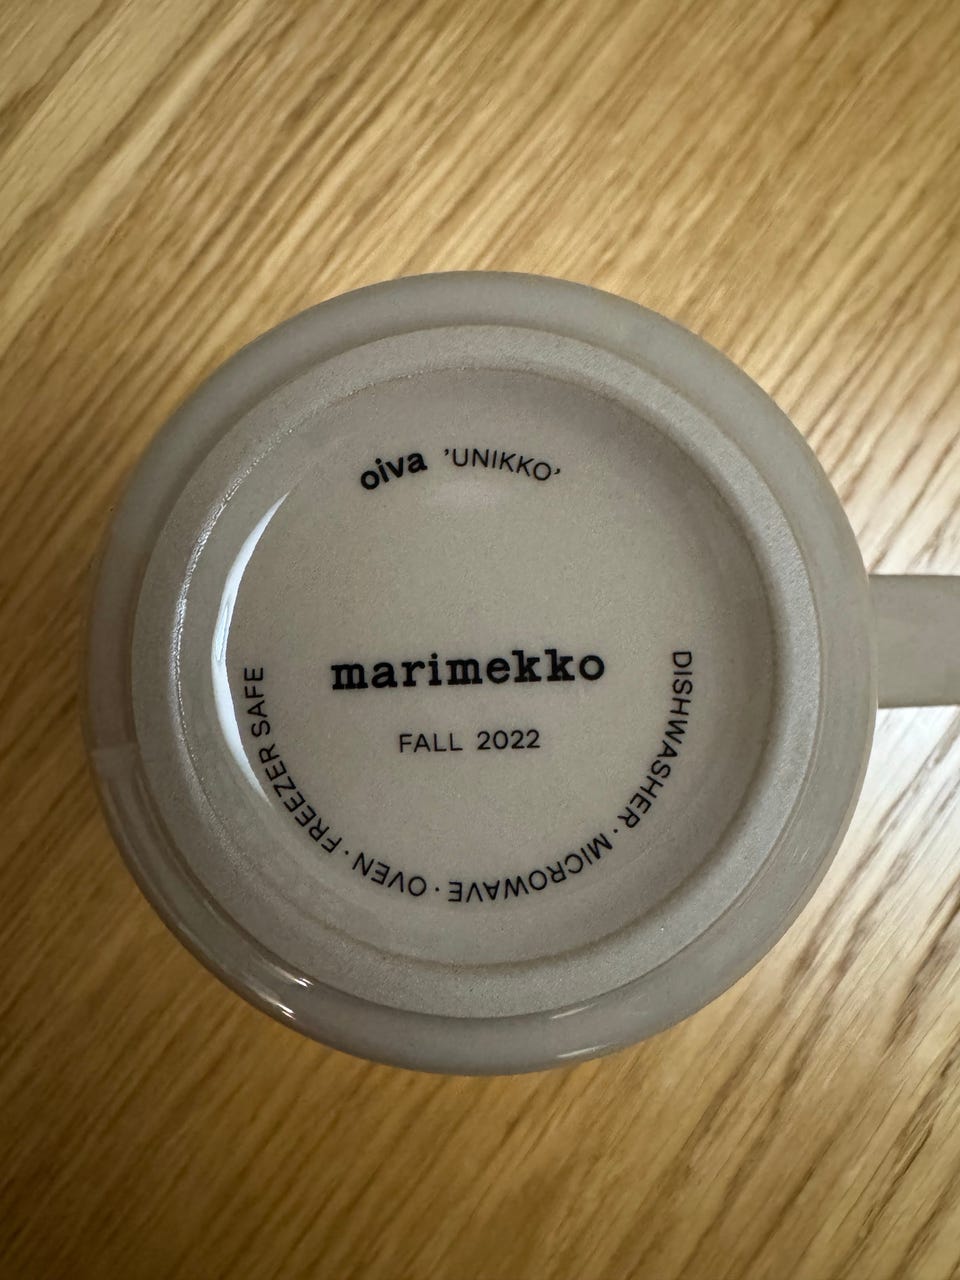 oiva 'UNIKKO'
marimekko
FALL 2022
DISHWASHER · MICROWAVE · OVEN · FREEZER SAFE